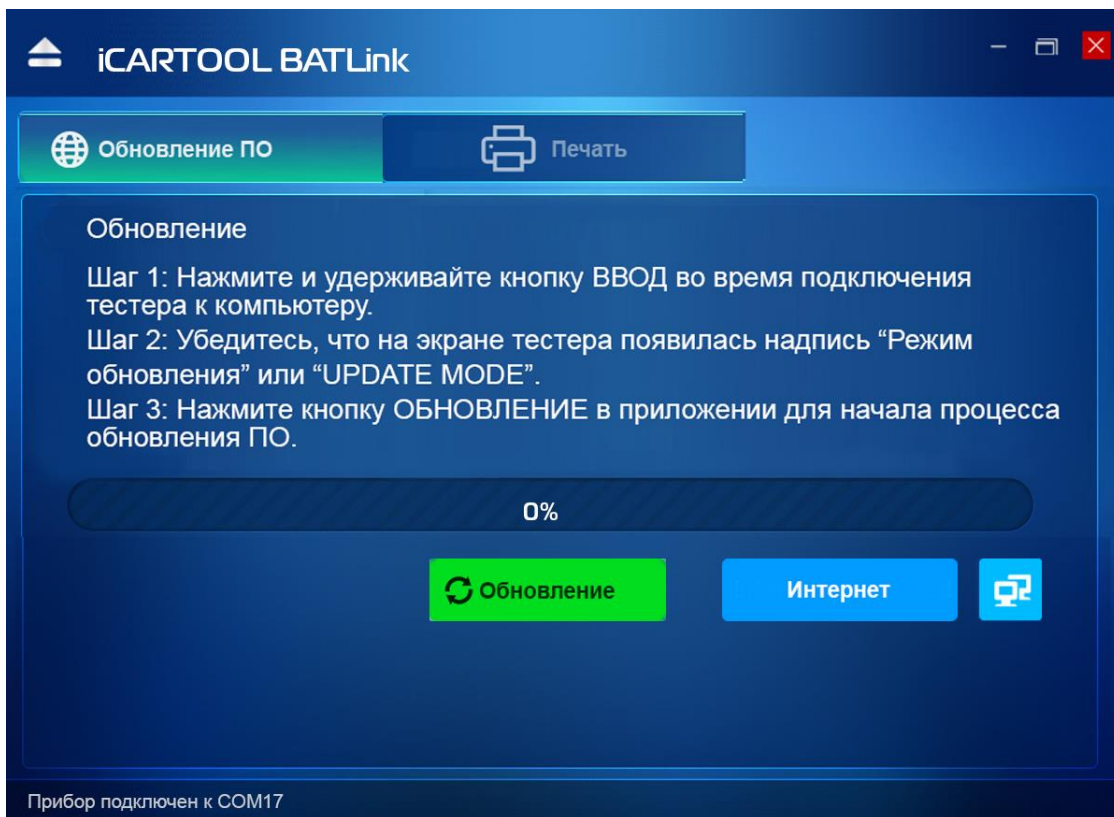 iCARTOOL BATLink
Обновление ПО
Печать
Обновление
Шаг 1: Нажмите и удерживайте кнопку ВВОД во время подключения
тестера к компьютеру.
Шаг 2: Убедитесь, что на экране тестера появилась надпись “Режим
обновления” или “UPDATE MODE”.
Шаг 3: Нажмите кнопку ОБНОВЛЕНИЕ в приложении для начала процесса
обновления ПО.
0%
Обновление
Интернет
Прибор подключен к COM17